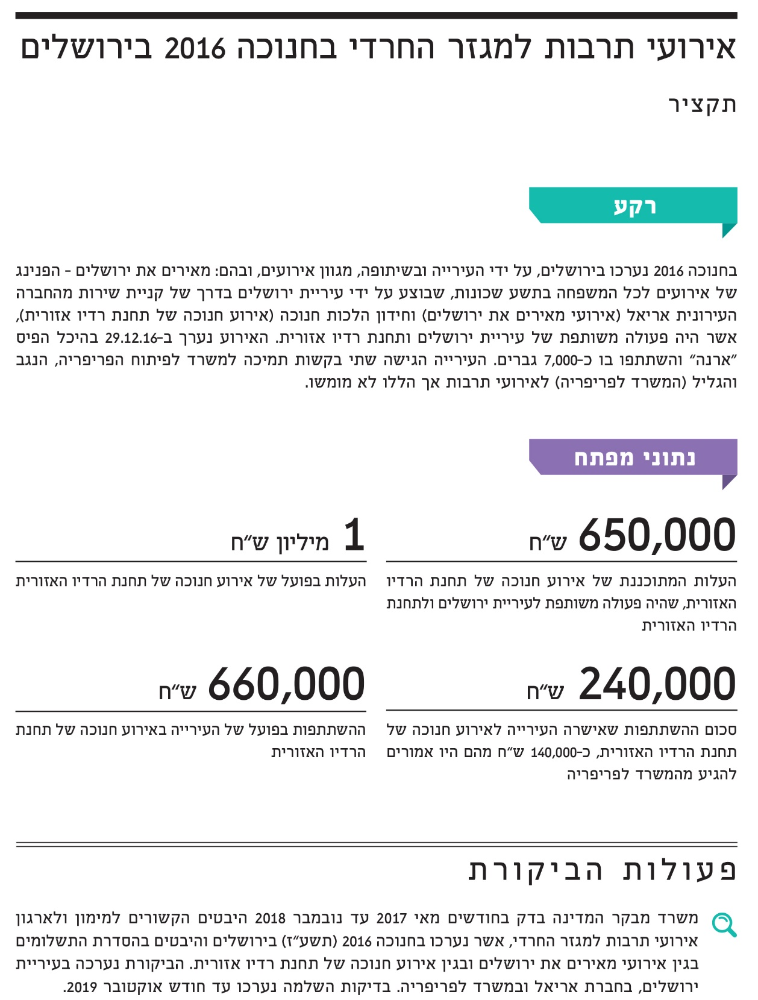 אירועי תרבות למגזר החרדי בחנוכה 2016 בירושלים
תקציר
רקע
בחנוכה 2016 נערכו בירושלים, על ידי העירייה ובשיתופה, מגוון אירועים, ובהם: מאירים את ירושלים - הפנינג
של אירועים לכל המשפחה בתשע שכונות, שבוצע על ידי עיריית ירושלים בדרך של קניית שירות מהחברה
העירונית אריאל (אירועי מאירים את ירושלים) וחידון הלכות חנוכה (אירוע חנוכה של תחנת רדיו אזורית),
אשר היה פעולה משותפת של עיריית ירושלים ותחנת רדיו אזורית. האירוע נערך ב-29.12.16 בהיכל הפיס
"ארנה" והשתתפו בו כ-7,000 גברים. העירייה הגישה שתי בקשות תמיכה למשרד לפיתוח הפריפריה, הנגב
והגליל (המשרד לפריפריה) לאירועי תרבות אך הללו לא מומשו.
נתוני מפתח
650,000 ש"ח
העלות המתוכננת של אירוע חנוכה של תחנת הרדיו
האזורית, שהיה פעולה משותפת לעיריית ירושלים ולתחנת
הרדיו האזורית
1 מיליון ש"ח
העלות בפועל של אירוע חנוכה של תחנת הרדיו האזורית
240,000 ש"ח
סכום ההשתתפות שאישרה העירייה לאירוע חנוכה של
תחנת הרדיו האזורית, כ-140,000 ש"ח מהם היו אמורים
להגיע מהמשרד לפריפריה
660,000 ש"ח
ההשתתפות בפועל של העירייה באירוע חנוכה של תחנת
הרדיו האזורית
פעולות הביקורת
משרד מבקר המדינה בדק בחודשים מאי 2017 עד נובמבר 2018 היבטים הקשורים למימון ולארגון
אירועי תרבות למגזר החרדי, אשר נערכו בחנוכה 2016 (תשע"ז) בירושלים והיבטים בהסדרת התשלומים
בגין אירועי מאירים את ירושלים ובגין אירוע חנוכה של תחנת רדיו אזורית. הביקורת נערכה בעיריית
ירושלים, בחברת אריאל ובמשרד לפריפריה. בדיקות השלמה נערכו עד חודש אוקטובר 2019.